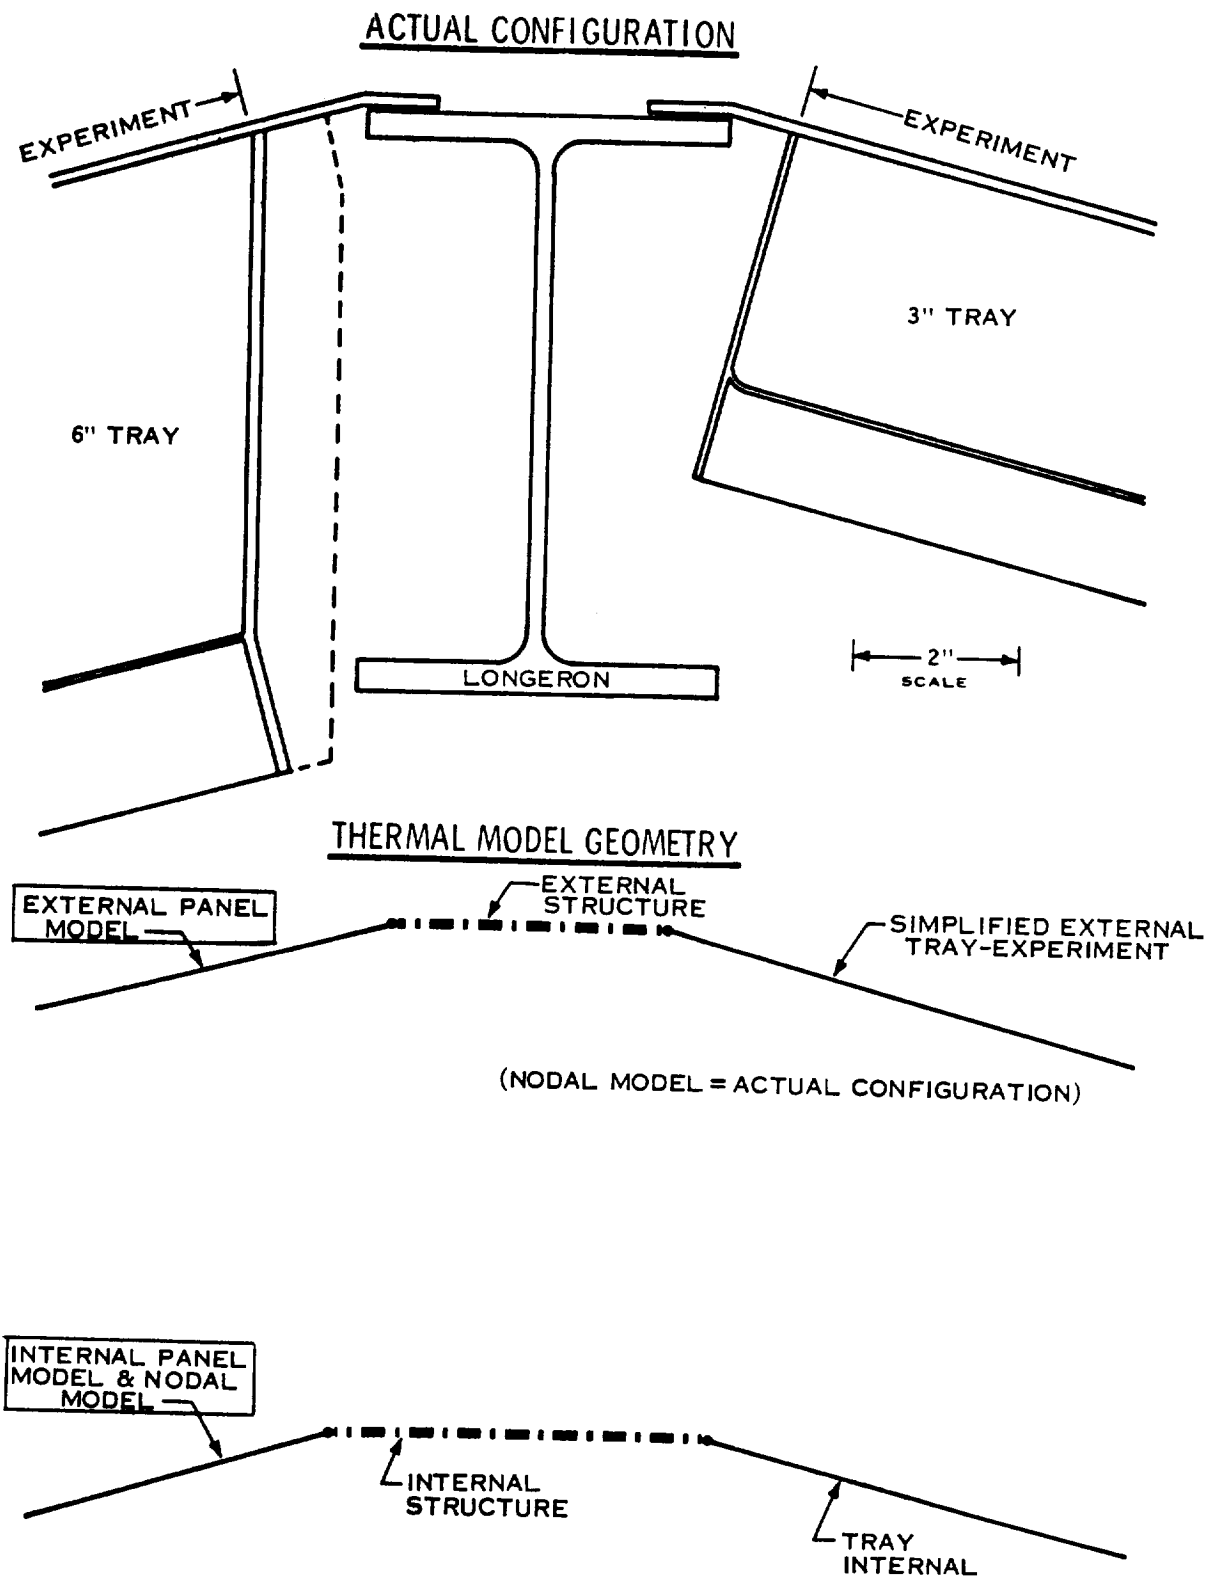 ACTUAL CONFIGURATION
EXPERIMENT
EXPERIMENT
3" TRAY
6" TRAY
2"
SCALE
LONGERON
THERMAL MODEL GEOMETRY
EXTERNAL PANEL
MODEL
EXTERNAL
STRUCTURE
SIMPLIFIED EXTERNAL
TRAY-EXPERIMENT
(NODAL MODEL = ACTUAL CONFIGURATION)
INTERNAL PANEL
MODEL & NODAL
MODEL
INTERNAL
STRUCTURE
TRAY
INTERNAL